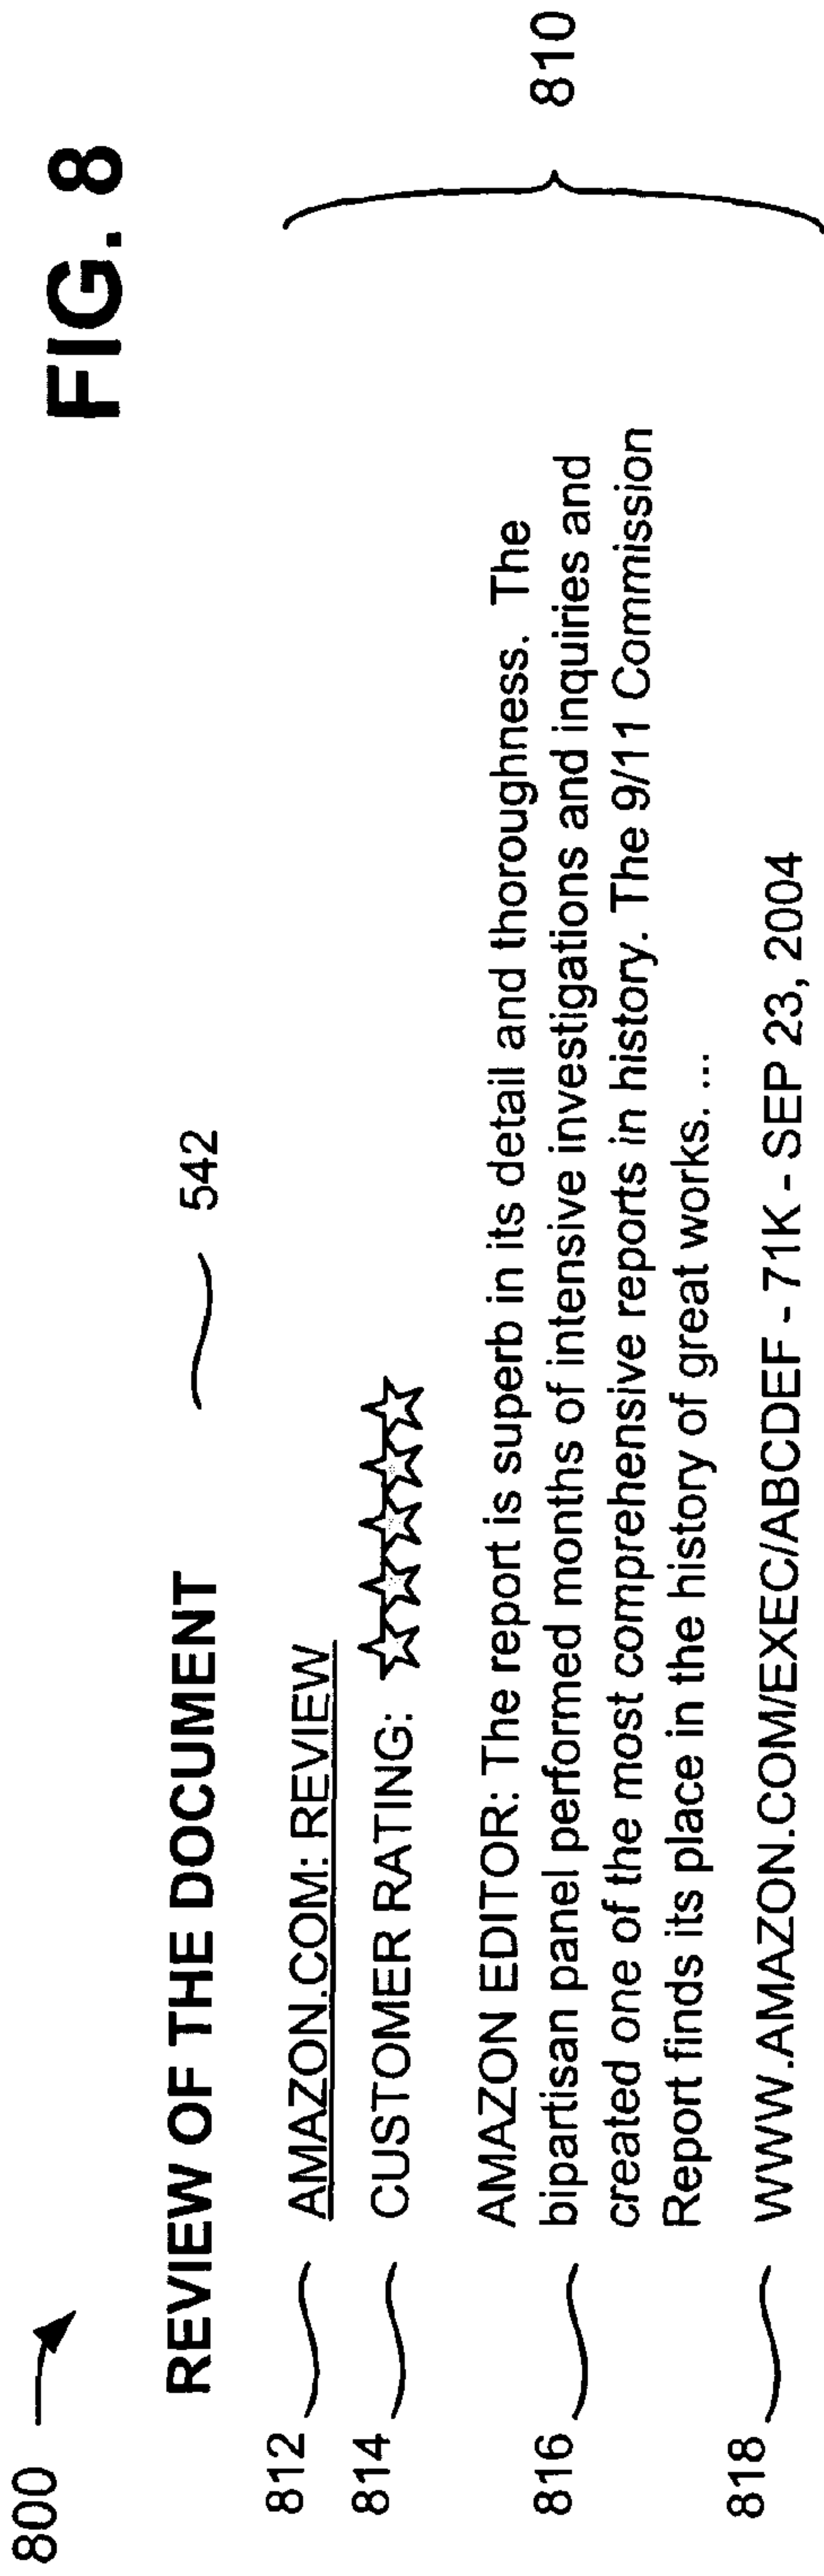 800
FIG. 8
REVIEW OF THE DOCUMENT 542
812 AMAZON.COM: REVIEW
814 CUSTOMER RATING:
816 AMAZON EDITOR: The report is superb in its detail and thoroughness. The
bipartisan panel performed months of intensive investigations and inquiries and
created one of the most comprehensive reports in history. The 9/11 Commission
Report finds its place in the history of great works. ...
818 WWW.AMAZON.COM/EXEC/ABCDEF - 71K - SEP 23, 2004
810